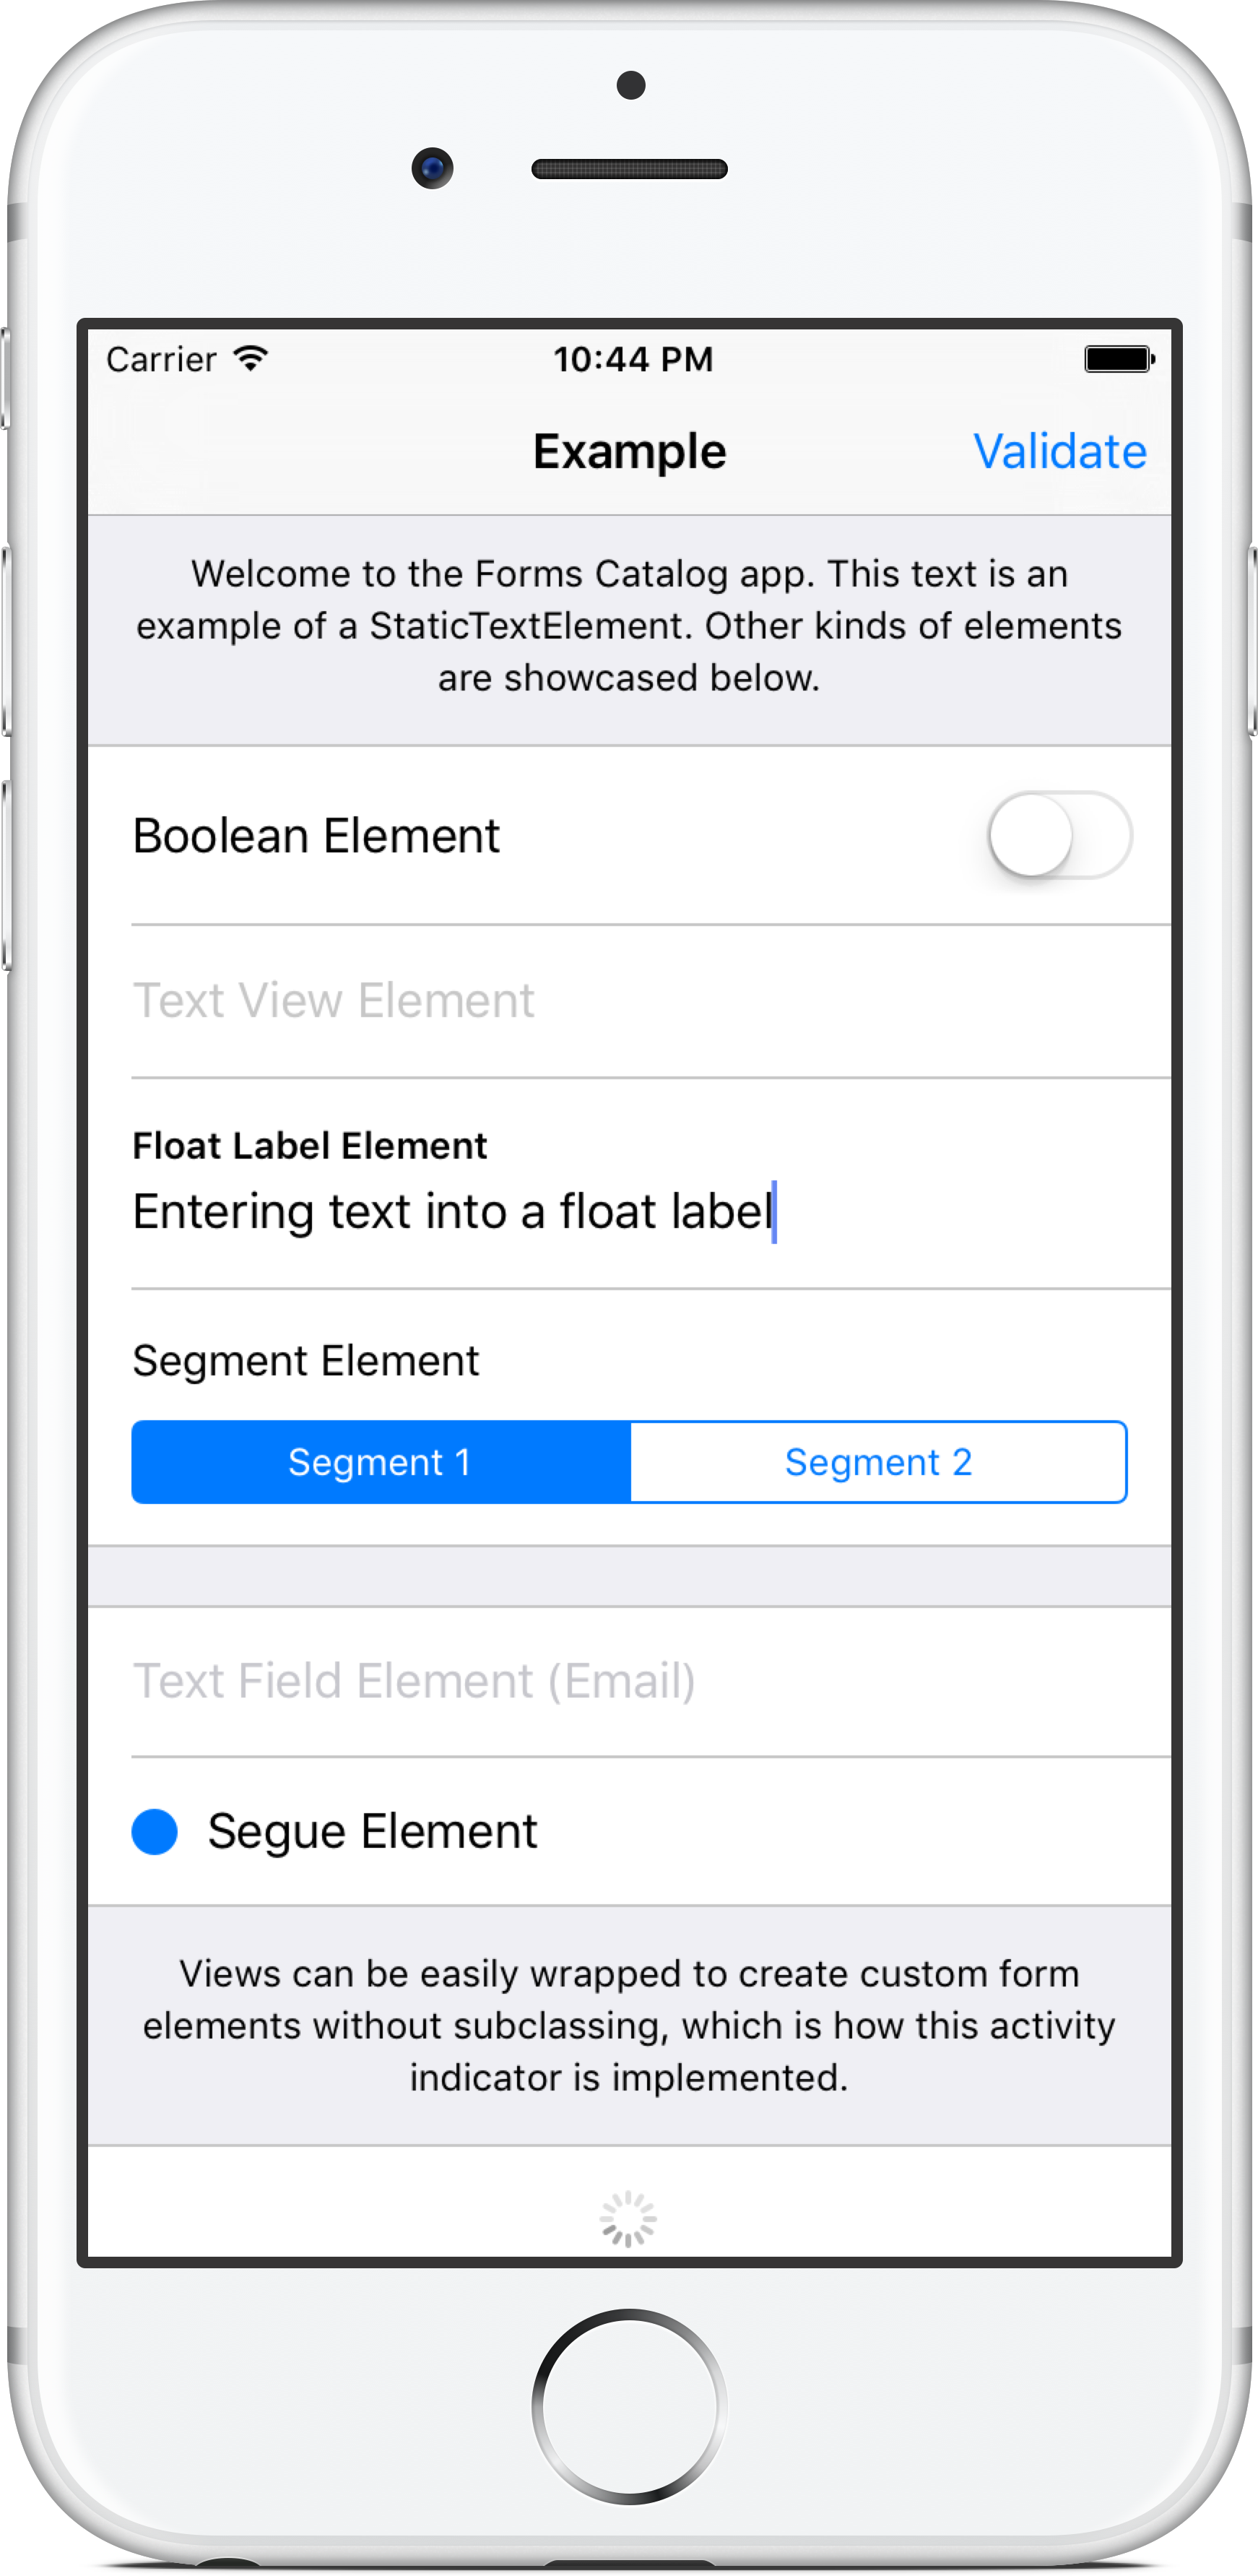 Carrier 10:44 PM
Example Validate
Welcome to the Forms Catalog app. This text is an
example of a StaticTextElement. Other kinds of elements
are showcased below.
Boolean Element
Text View Element
Float Label Element
Entering text into a float label
Segment Element
Segment 1 Segment 2
Text Field Element (Email)
Segue Element
Views can be easily wrapped to create custom form
elements without subclassing, which is how this activity
indicator is implemented.